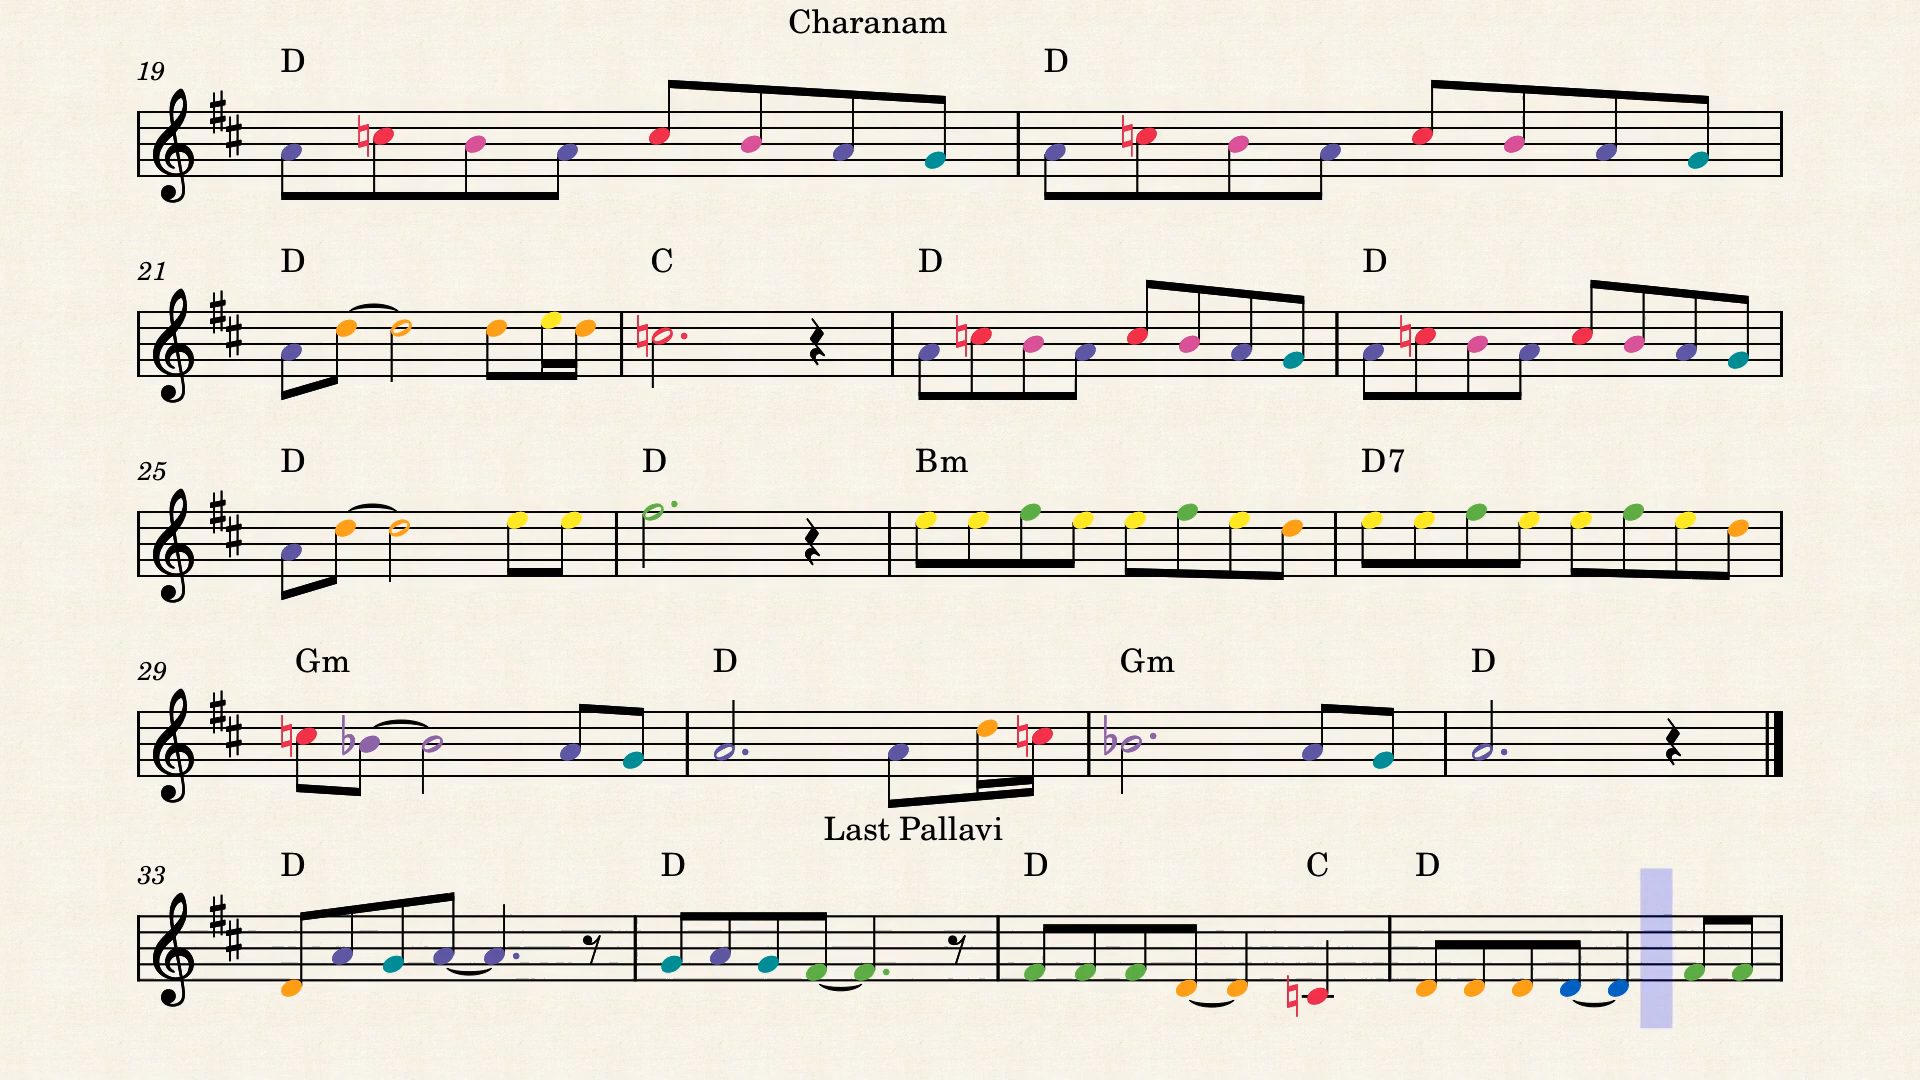 Charanam
19 D D
21 D C D D
25 D D Bm D7
29 Gm D Gm D
Last Pallavi
33 D D D C D